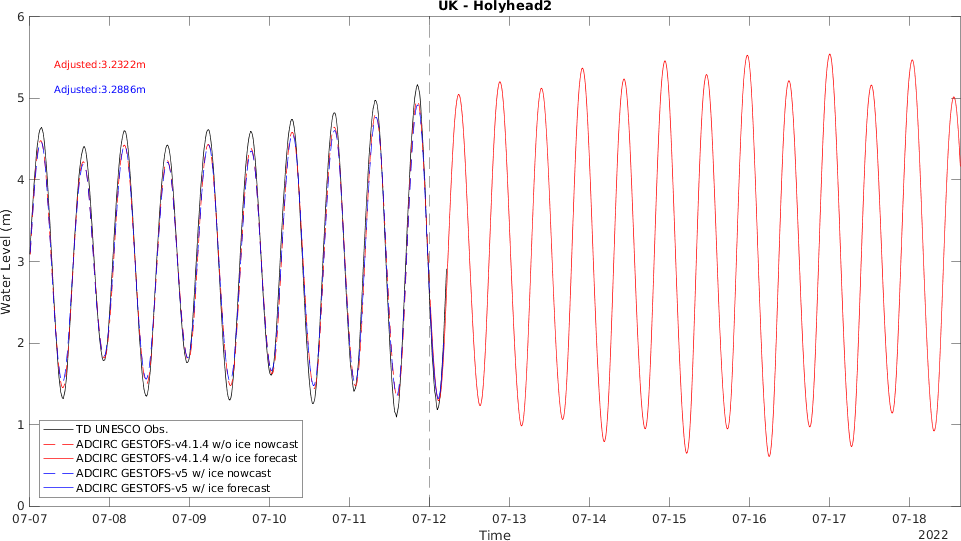 UK - Holyhead2
6
Adjusted:3.2322m
Adjusted:3.2886m
5
4
3
2
1
0
Water Level (m)
TD UNESCO Obs.
ADCIRC GESTOFS-v4.1.4 w/o ice nowcast
ADCIRC GESTOFS-v4.1.4 w/o ice forecast
ADCIRC GESTOFS-v5 w/ ice nowcast
ADCIRC GESTOFS-v5 w/ ice forecast
07-07 07-08 07-09 07-10 07-11 07-12 07-13 07-14 07-15 07-16 07-17 07-18
Time
2022